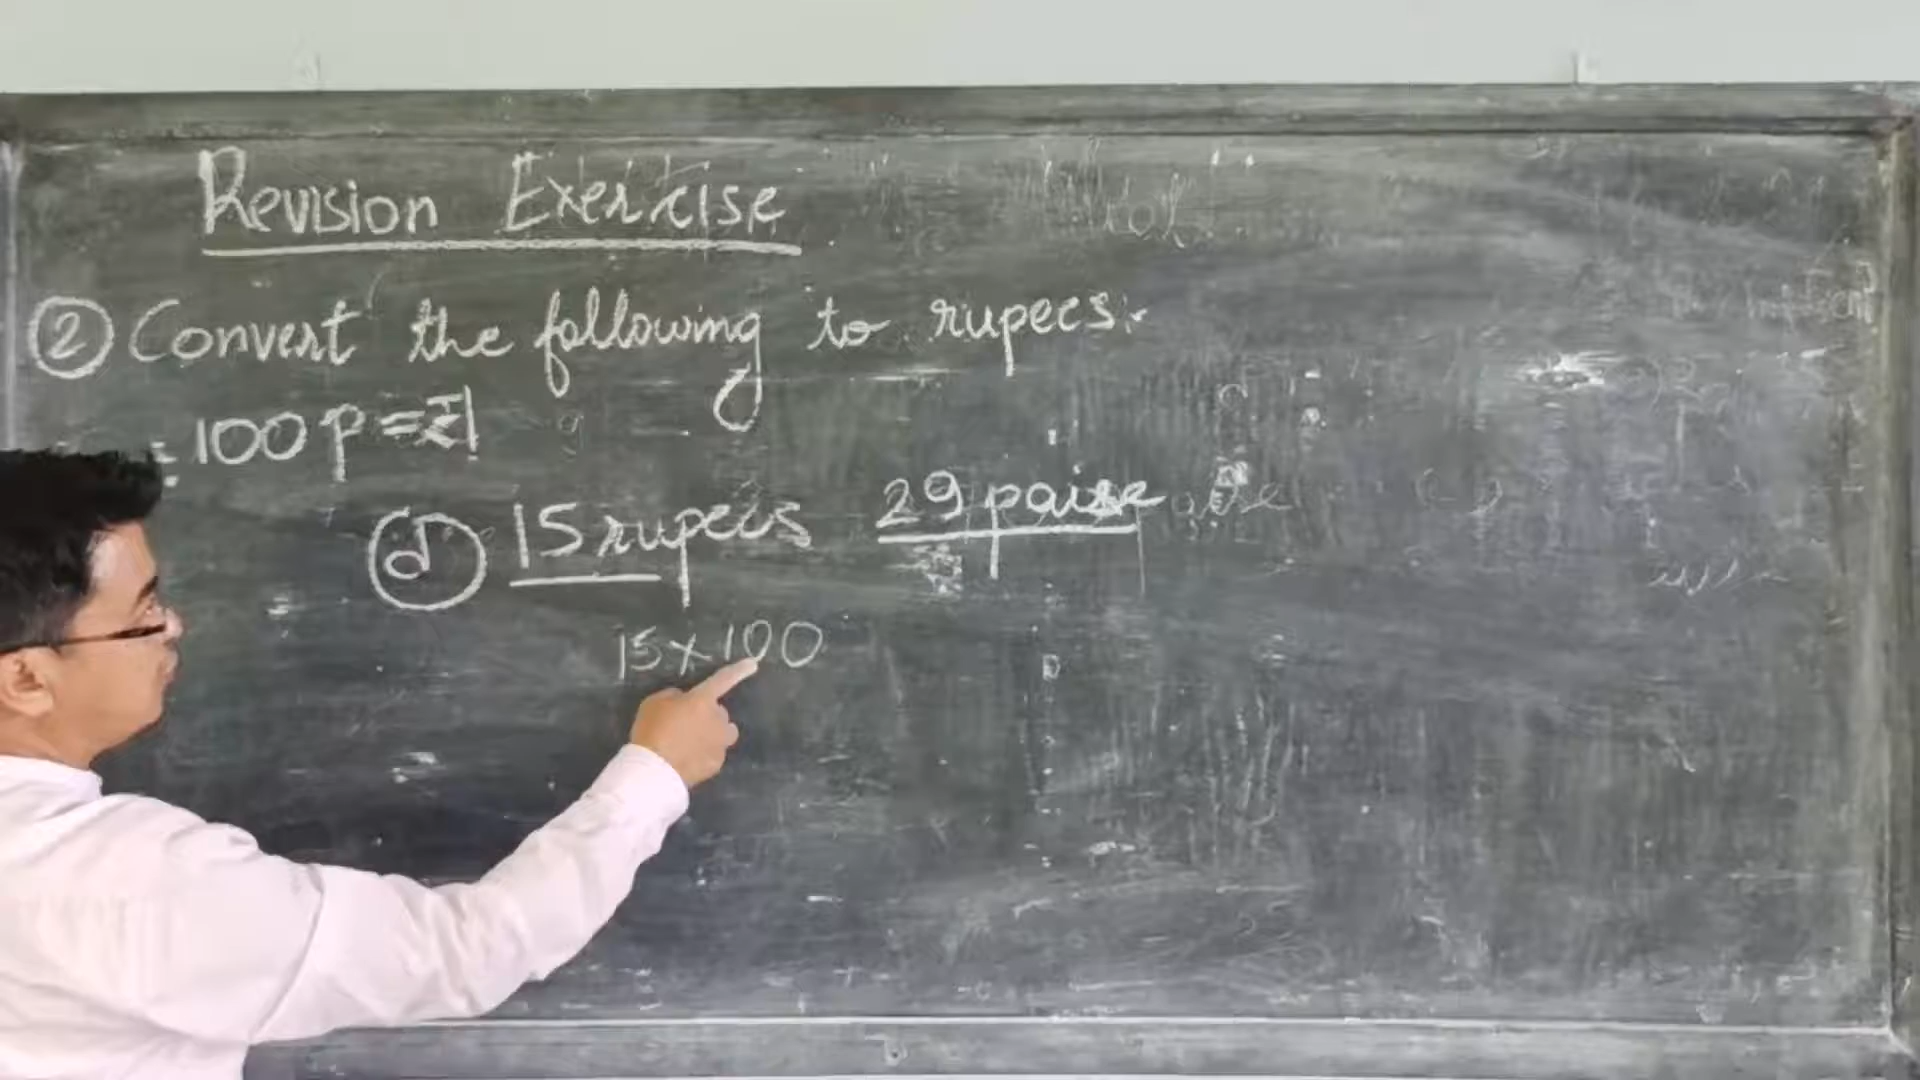 Revision Exercise
② Convert the following to rupees:-
∴ 100 p = ₹1
ⓓ 15 rupees 29 paise
15 × 100